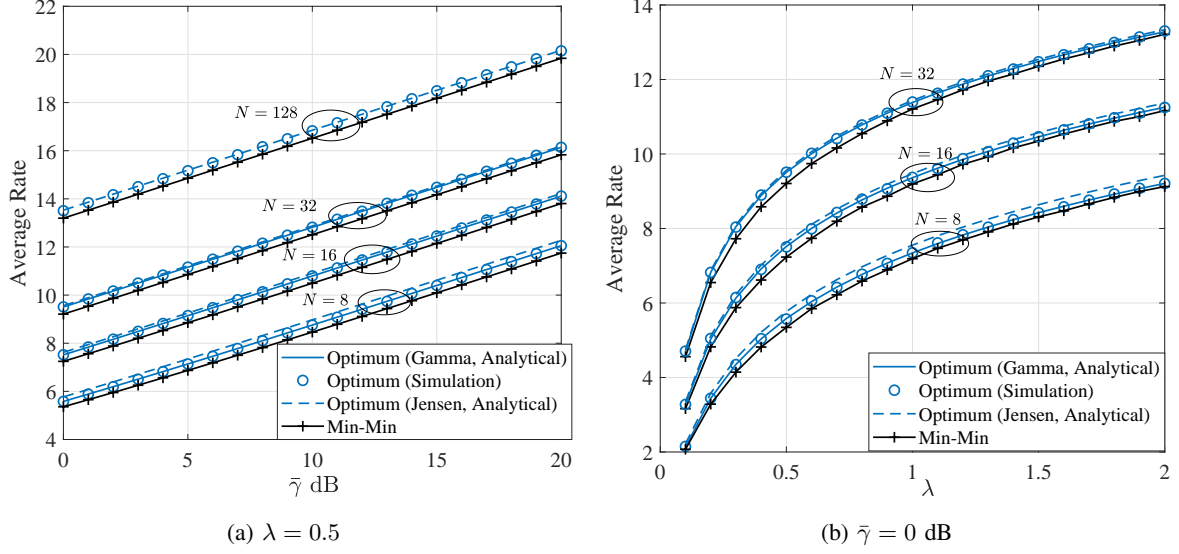 22
20
18
16
14
12
10
8
6
4
Average Rate
N = 128
N = 32
N = 16
N = 8
Optimum (Gamma, Analytical)
Optimum (Simulation)
Optimum (Jensen, Analytical)
Min-Min
0 5 10 15 20
γ̄ dB
(a) λ = 0.5
14
12
10
8
6
4
2
Average Rate
N = 32
N = 16
N = 8
Optimum (Gamma, Analytical)
Optimum (Simulation)
Optimum (Jensen, Analytical)
Min-Min
0 0.5 1 1.5 2
λ
(b) γ̄ = 0 dB